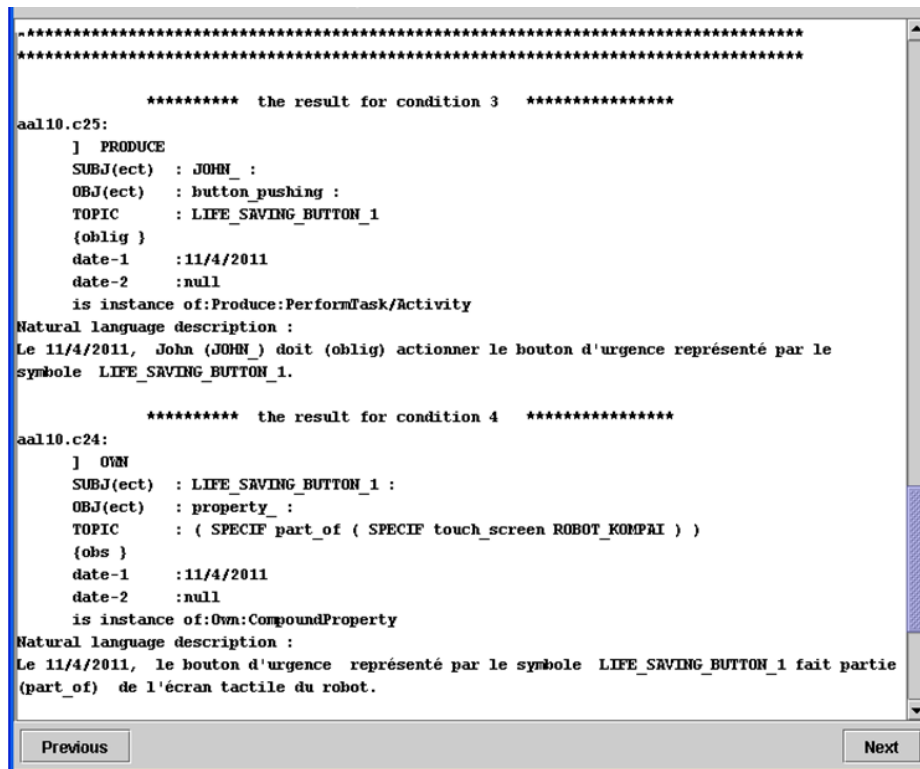 *************************************************************************************
*************************************************************************************
********** the result for condition 3 ****************
aal10.c25:
] PRODUCE
SUBJ(ect) : JOHN_ :
OBJ(ect) : button_pushing :
TOPIC : LIFE_SAVING_BUTTON_1
{oblig }
date-1 :11/4/2011
date-2 :null
is instance of:Produce:PerformTask/Activity
Natural language description :
Le 11/4/2011, John (JOHN_) doit (oblig) actionner le bouton d'urgence représenté par le
symbole LIFE_SAVING_BUTTON_1.
********** the result for condition 4 ****************
aal10.c24:
] OWN
SUBJ(ect) : LIFE_SAVING_BUTTON_1 :
OBJ(ect) : property_ :
TOPIC : ( SPECIF part_of ( SPECIF touch_screen ROBOT_KOMPAI ) )
{obs }
date-1 :11/4/2011
date-2 :null
is instance of:Own:CompoundProperty
Natural language description :
Le 11/4/2011, le bouton d'urgence représenté par le symbole LIFE_SAVING_BUTTON_1 fait partie
(part_of) de l'écran tactile du robot.
Previous Next